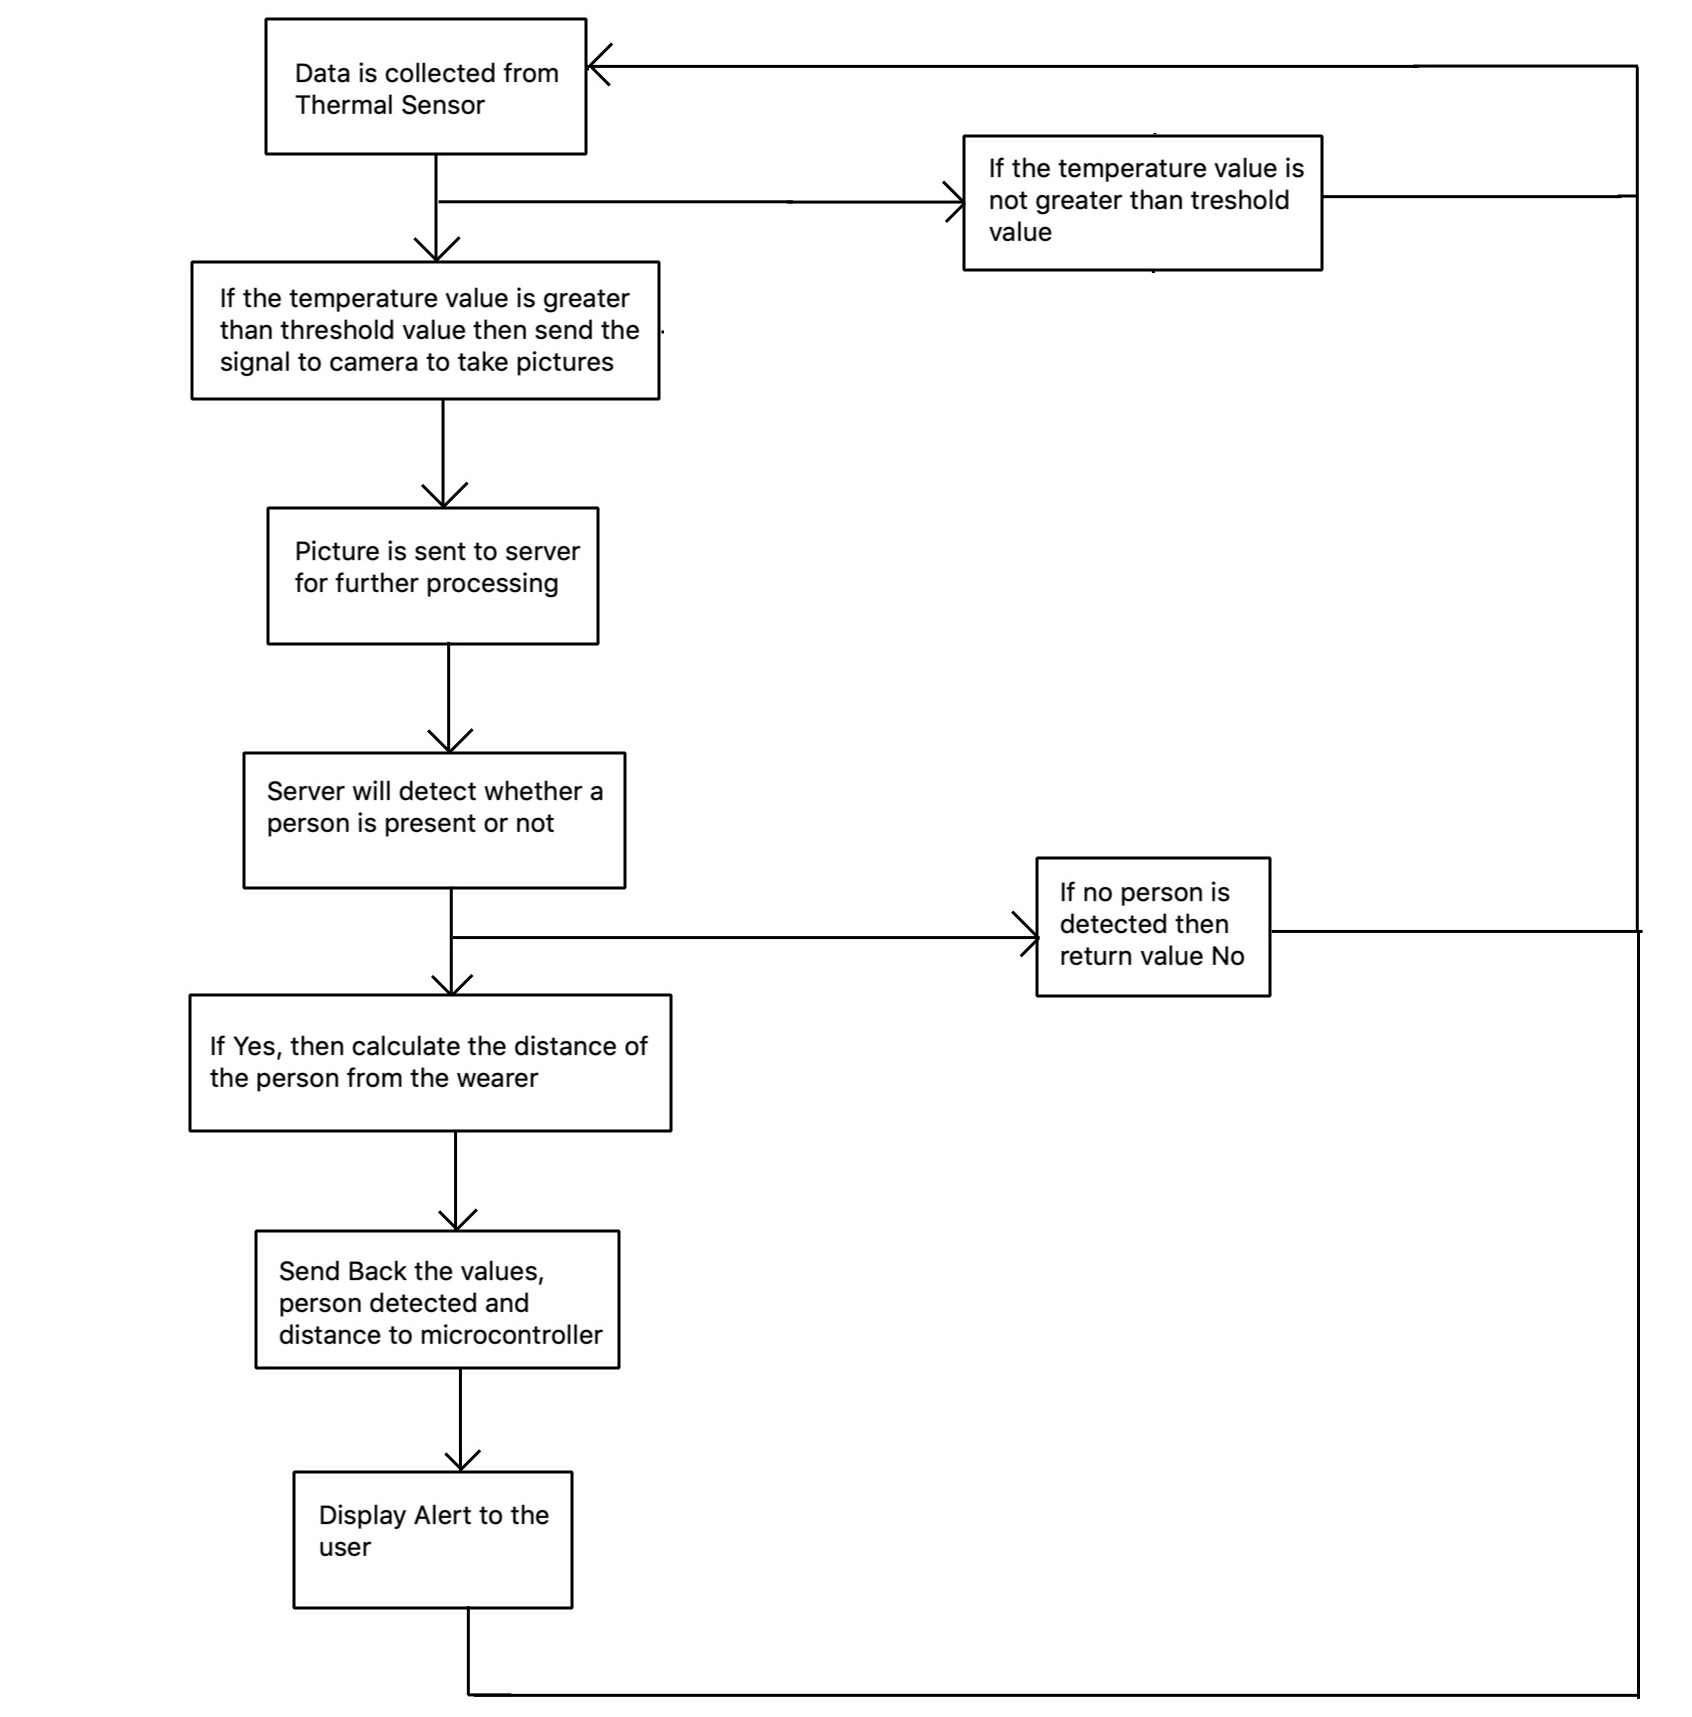 Data is collected from
Thermal Sensor
If the temperature value is
not greater than treshold
value
If the temperature value is greater
than threshold value then send the
signal to camera to take pictures
Picture is sent to server
for further processing
Server will detect whether a
person is present or not
If no person is
detected then
return value No
If Yes, then calculate the distance of
the person from the wearer
Send Back the values,
person detected and
distance to microcontroller
Display Alert to the
user